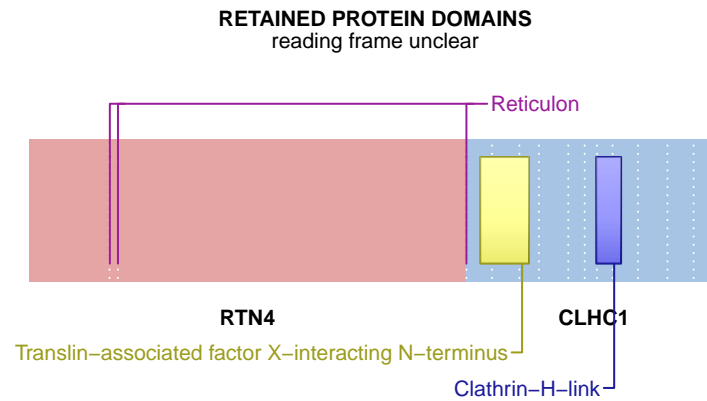 RETAINED PROTEIN DOMAINS
reading frame unclear
Reticulon
RTN4
CLHC1
Translin−associated factor X−interacting N−terminus
Clathrin−H−link